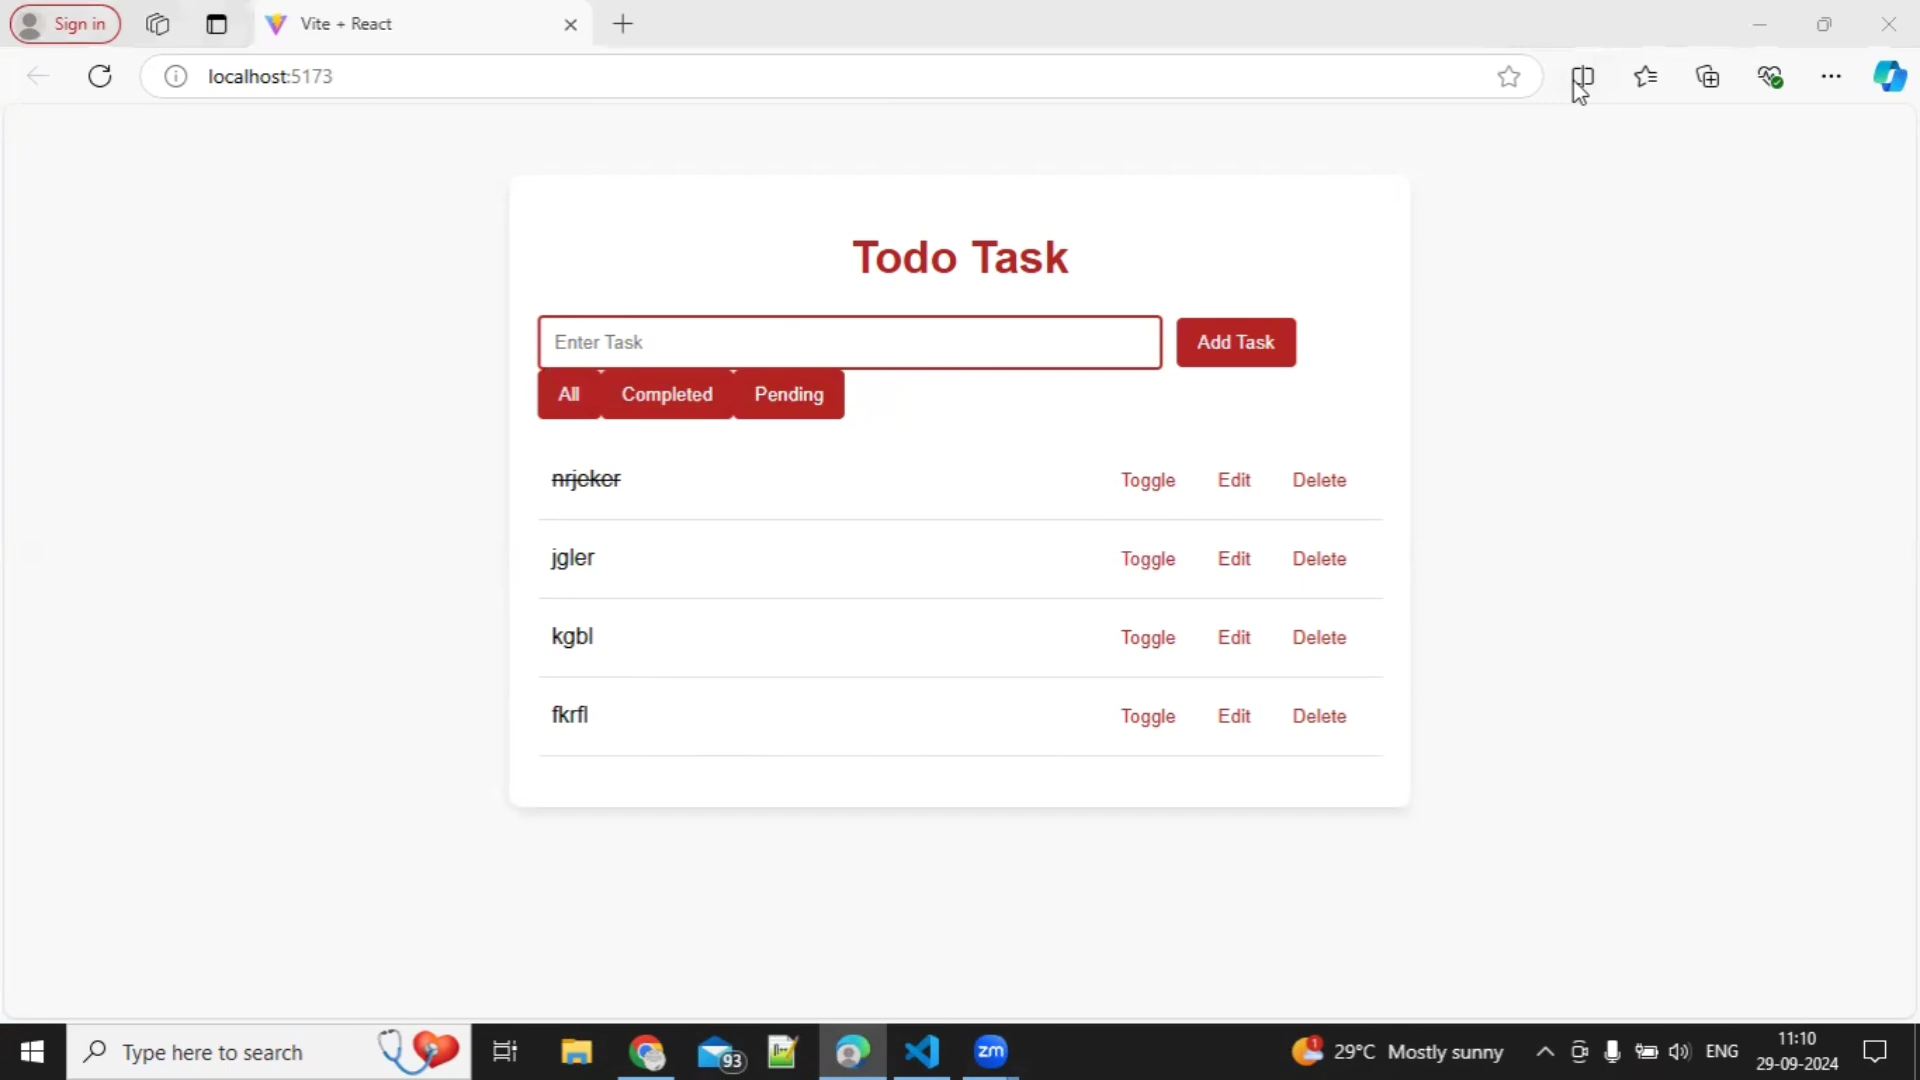 Sign in
Vite + React
localhost:5173
Todo Task
Enter Task
Add Task
All Completed Pending
nrjeker Toggle Edit Delete
jgler Toggle Edit Delete
kgbl Toggle Edit Delete
fkrfl Toggle Edit Delete
Type here to search
93
zm
1
29°C Mostly sunny
ENG
11:10
29-09-2024